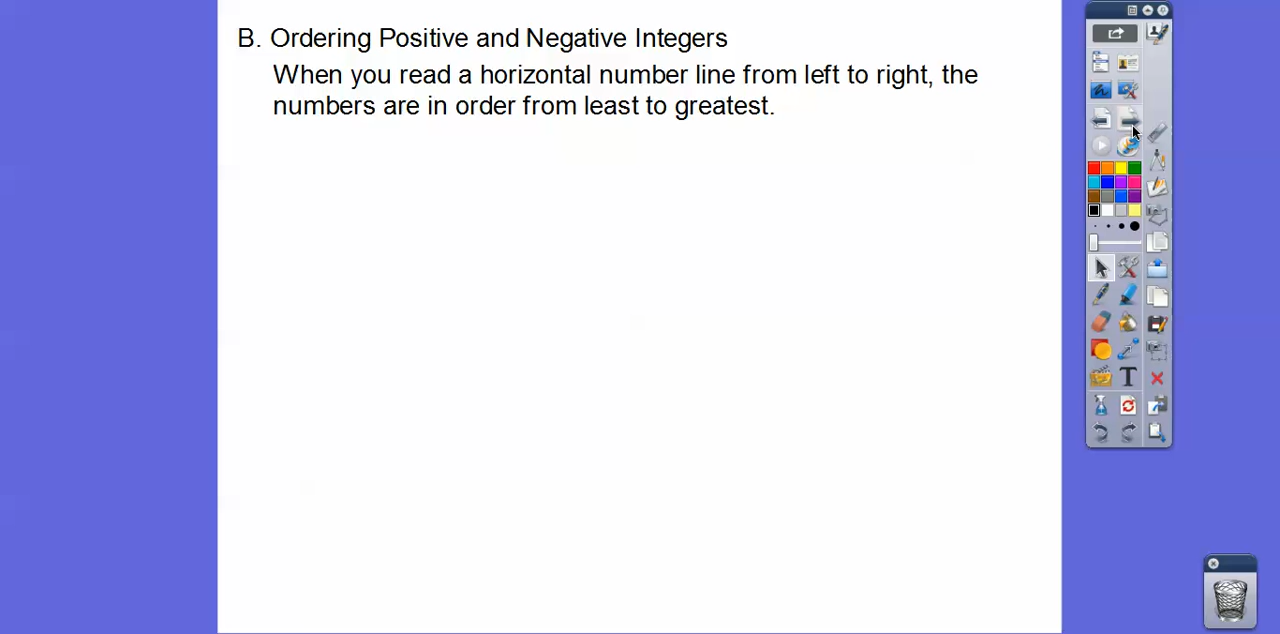 B. Ordering Positive and Negative Integers
When you read a horizontal number line from left to right, the
numbers are in order from least to greatest.